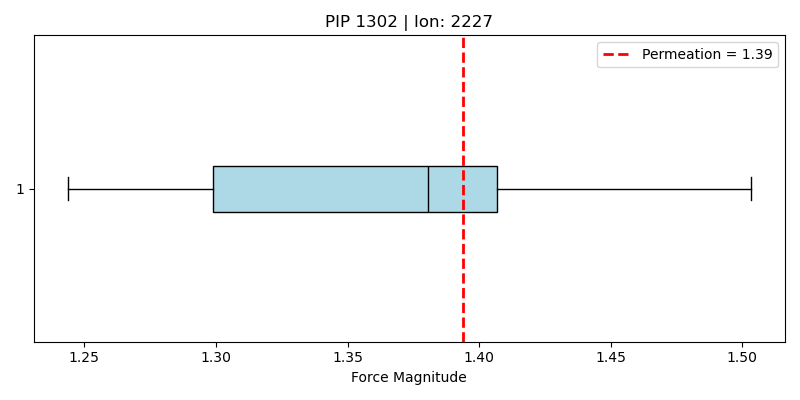 PIP 1302 | Ion: 2227
Permeation = 1.39
1
1.25 1.30 1.35 1.40 1.45 1.50
Force Magnitude